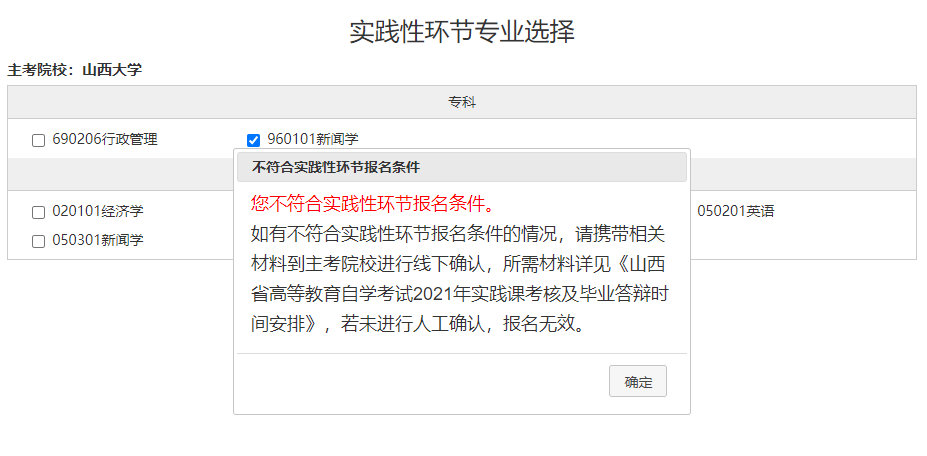 实践性环节专业选择
主考院校：山西大学
专科
690206行政管理 960101新闻学
不符合实践性环节报名条件
您不符合实践性环节报名条件。
020101经济学 050201英语
如有不符合实践性环节报名条件的情况，请携带相关
050301新闻学
材料到主考院校进行线下确认，所需材料详见《山西
省高等教育自学考试2021年实践课考核及毕业答辩时
间安排》，若未进行人工确认，报名无效。
确定